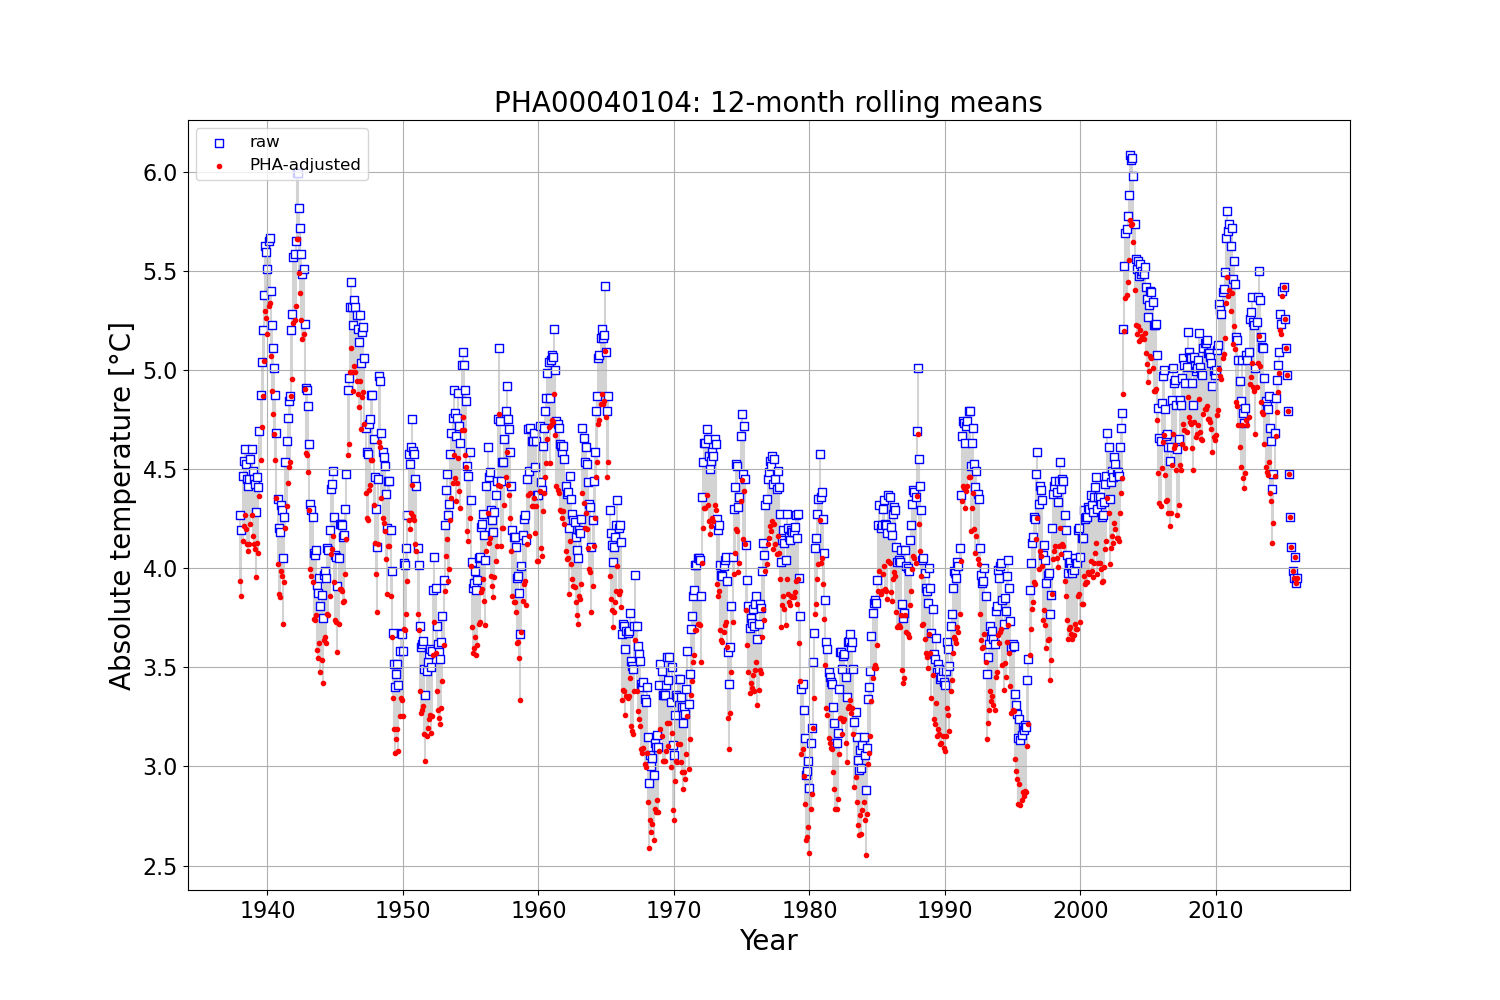 PHA00040104: 12-month rolling means
raw
PHA-adjusted
6.0
5.5
5.0
4.5
4.0
3.5
3.0
2.5
Absolute temperature [°C]
1940 1950 1960 1970 1980 1990 2000 2010
Year